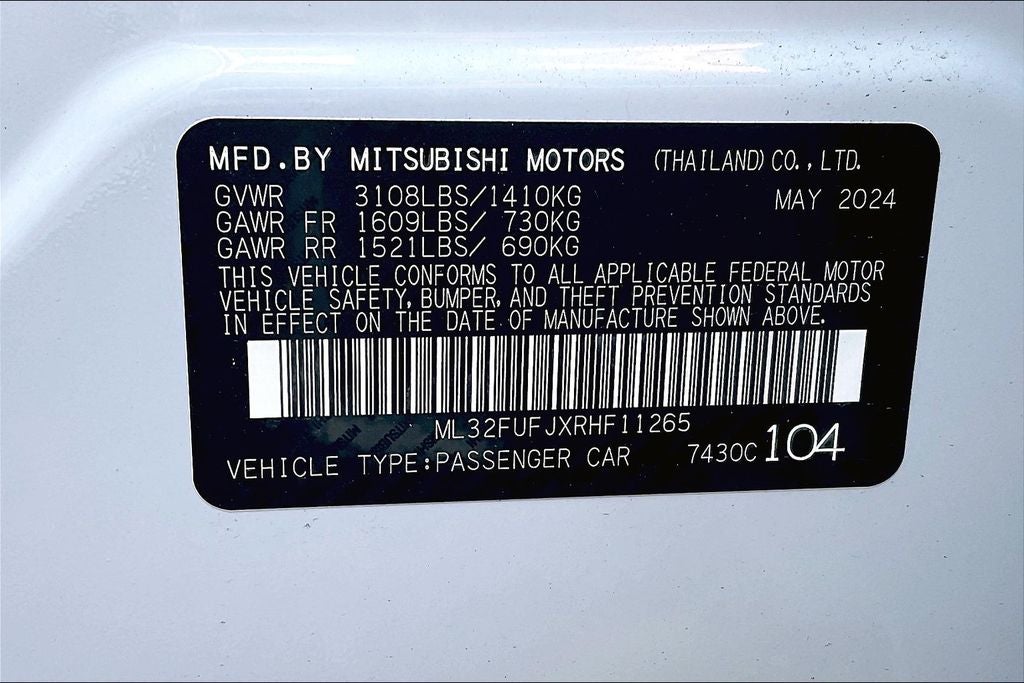 MFD.BY MITSUBISHI MOTORS (THAILAND) CO., LTD.
GVWR 3108LBS/1410KG MAY 2024
GAWR FR 1609LBS/ 730KG
GAWR RR 1521LBS/ 690KG
THIS VEHICLE CONFORMS TO ALL APPLICABLE FEDERAL MOTOR
VEHICLE SAFETY, BUMPER, AND THEFT PREVENTION STANDARDS
IN EFFECT ON THE DATE OF MANUFACTURE SHOWN ABOVE.
ML32FUFJXRHF11265
VEHICLE TYPE:PASSENGER CAR 7430C 104